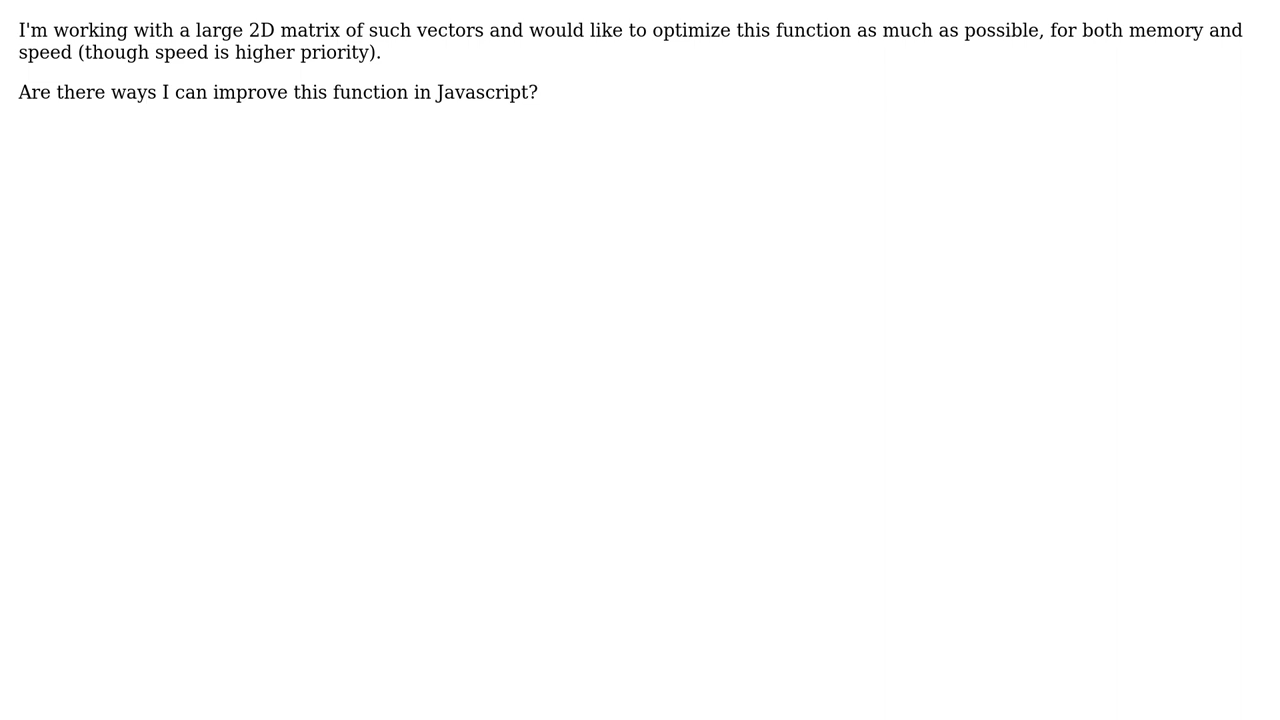 I'm working with a large 2D matrix of such vectors and would like to optimize this function as much as possible, for both memory and
speed (though speed is higher priority).
Are there ways I can improve this function in Javascript?